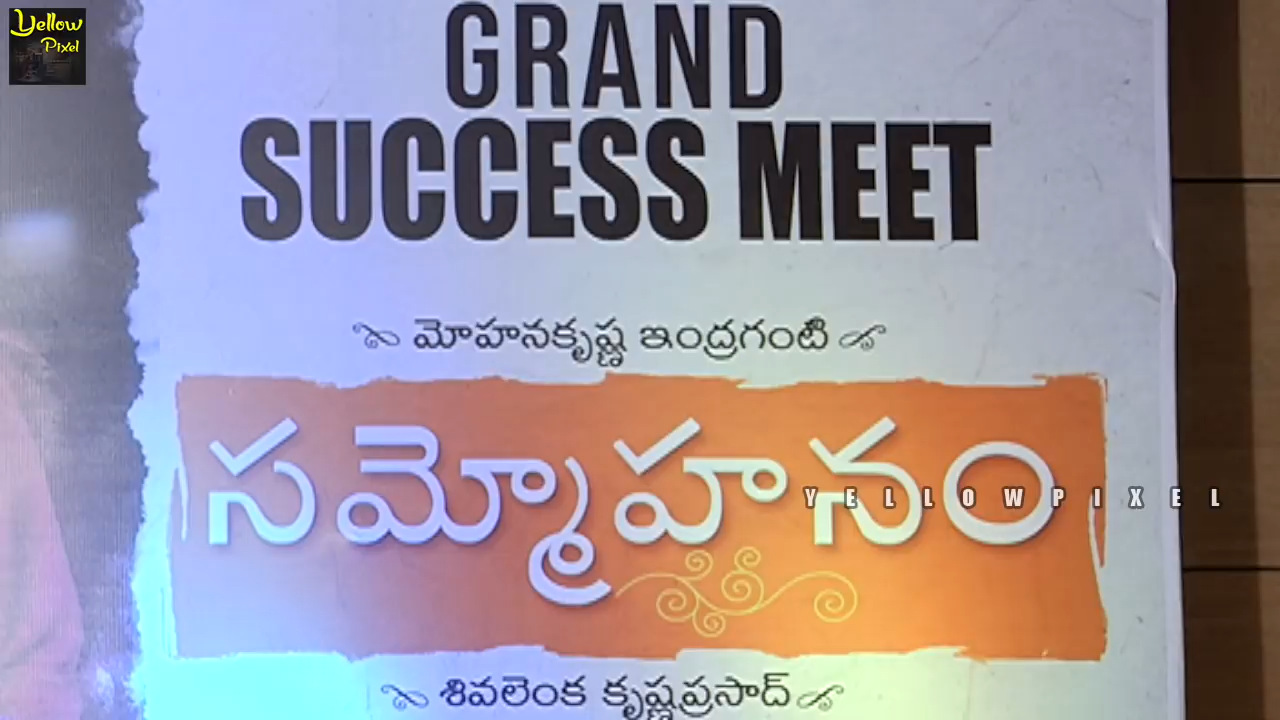 Yellow
Pixel
GRAND
SUCCESS MEET
మోహనకృష్ణ ఇంద్రగంటి
సమ్మోహనం
YELLOWPIXEL
శివలెంక కృష్ణప్రసాద్